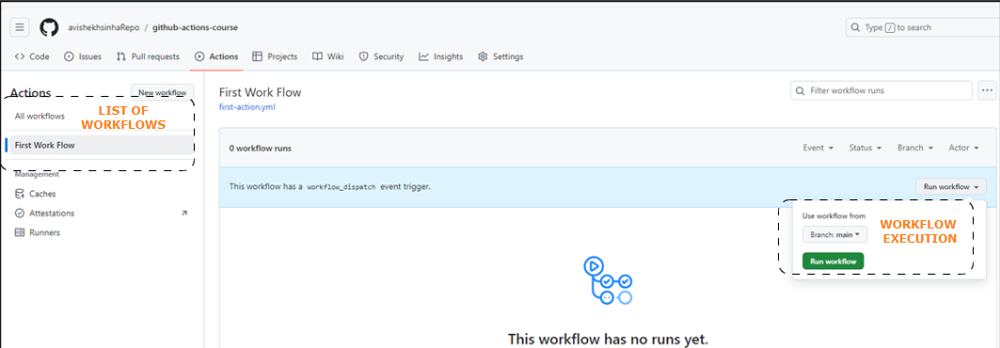 avishekhsinhaRepo / github-actions-course
Type / to search
Code Issues Pull requests Actions Projects Wiki Security Insights Settings
Actions
New workflow
All workflows
LIST OF
WORKFLOWS
First Work Flow
Management
Caches
Attestations
Runners
First Work Flow
first-action.yml
Filter workflow runs
0 workflow runs
Event Status Branch Actor
This workflow has a workflow_dispatch event trigger.
Run workflow
Use workflow from
Branch: main
Run workflow
WORKFLOW
EXECUTION
This workflow has no runs yet.